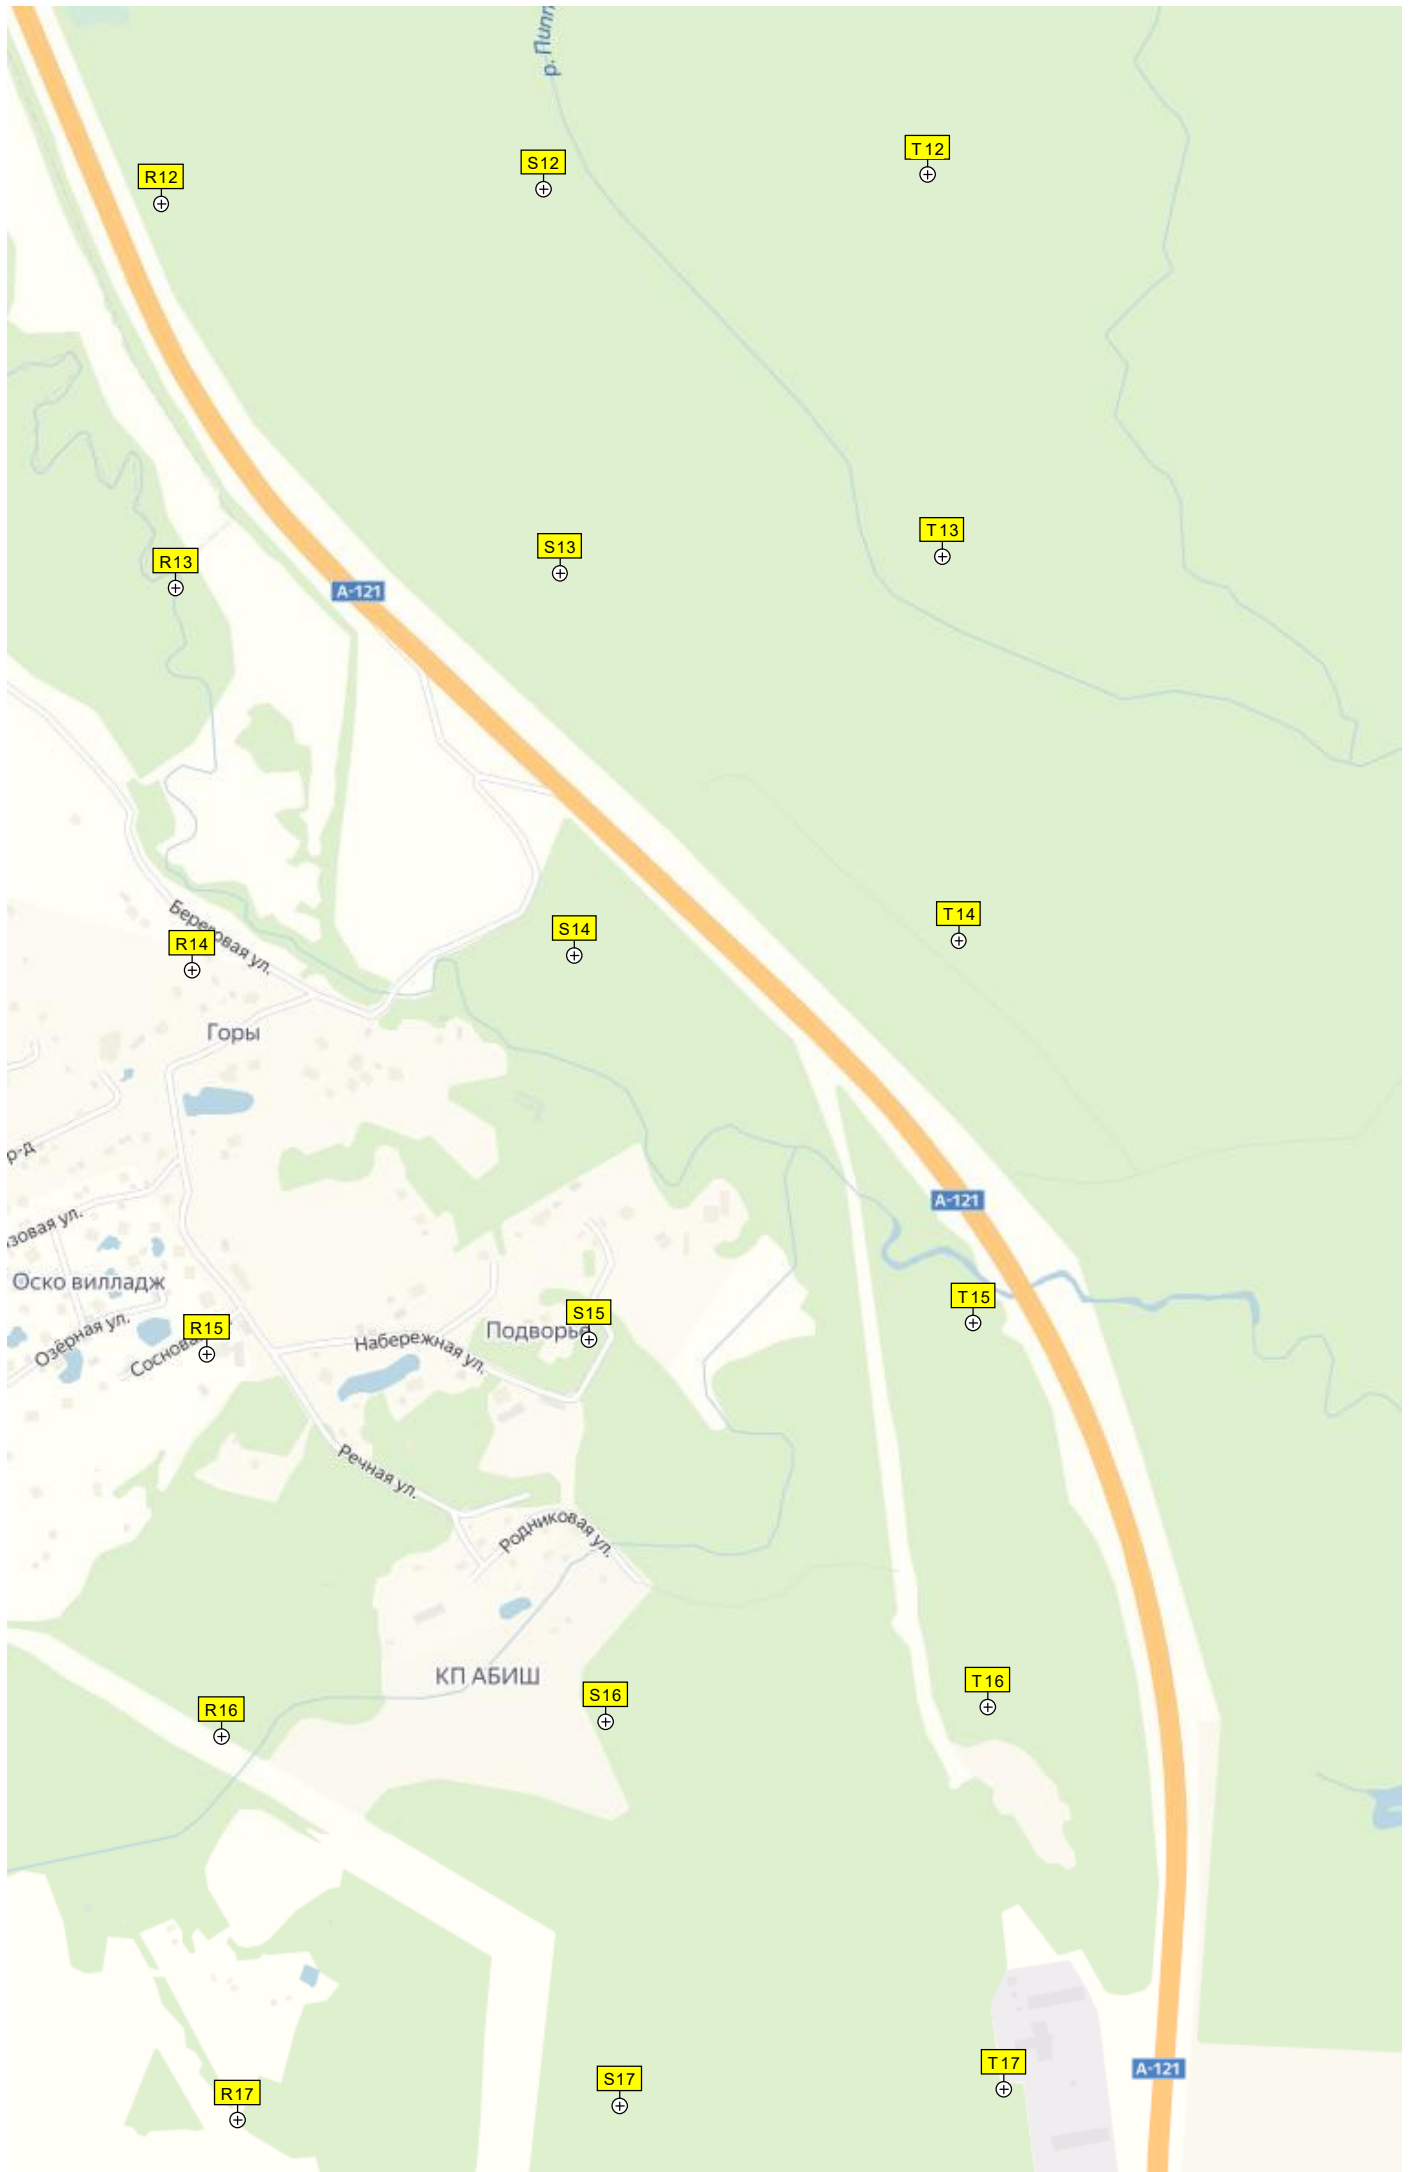 р. Пипп
T12
S12
R12
T13
S13
R13
А-121
T14
S14
Береговая ул.
R14
Горы
р-д
А-121
зовая ул.
Оско вилладж
T15
S15
R15
Озёрная ул.
Подворье
Набережная ул.
Речная ул.
Родниковая ул.
КП АБИШ
T16
S16
R16
T17
А-121
S17
R17